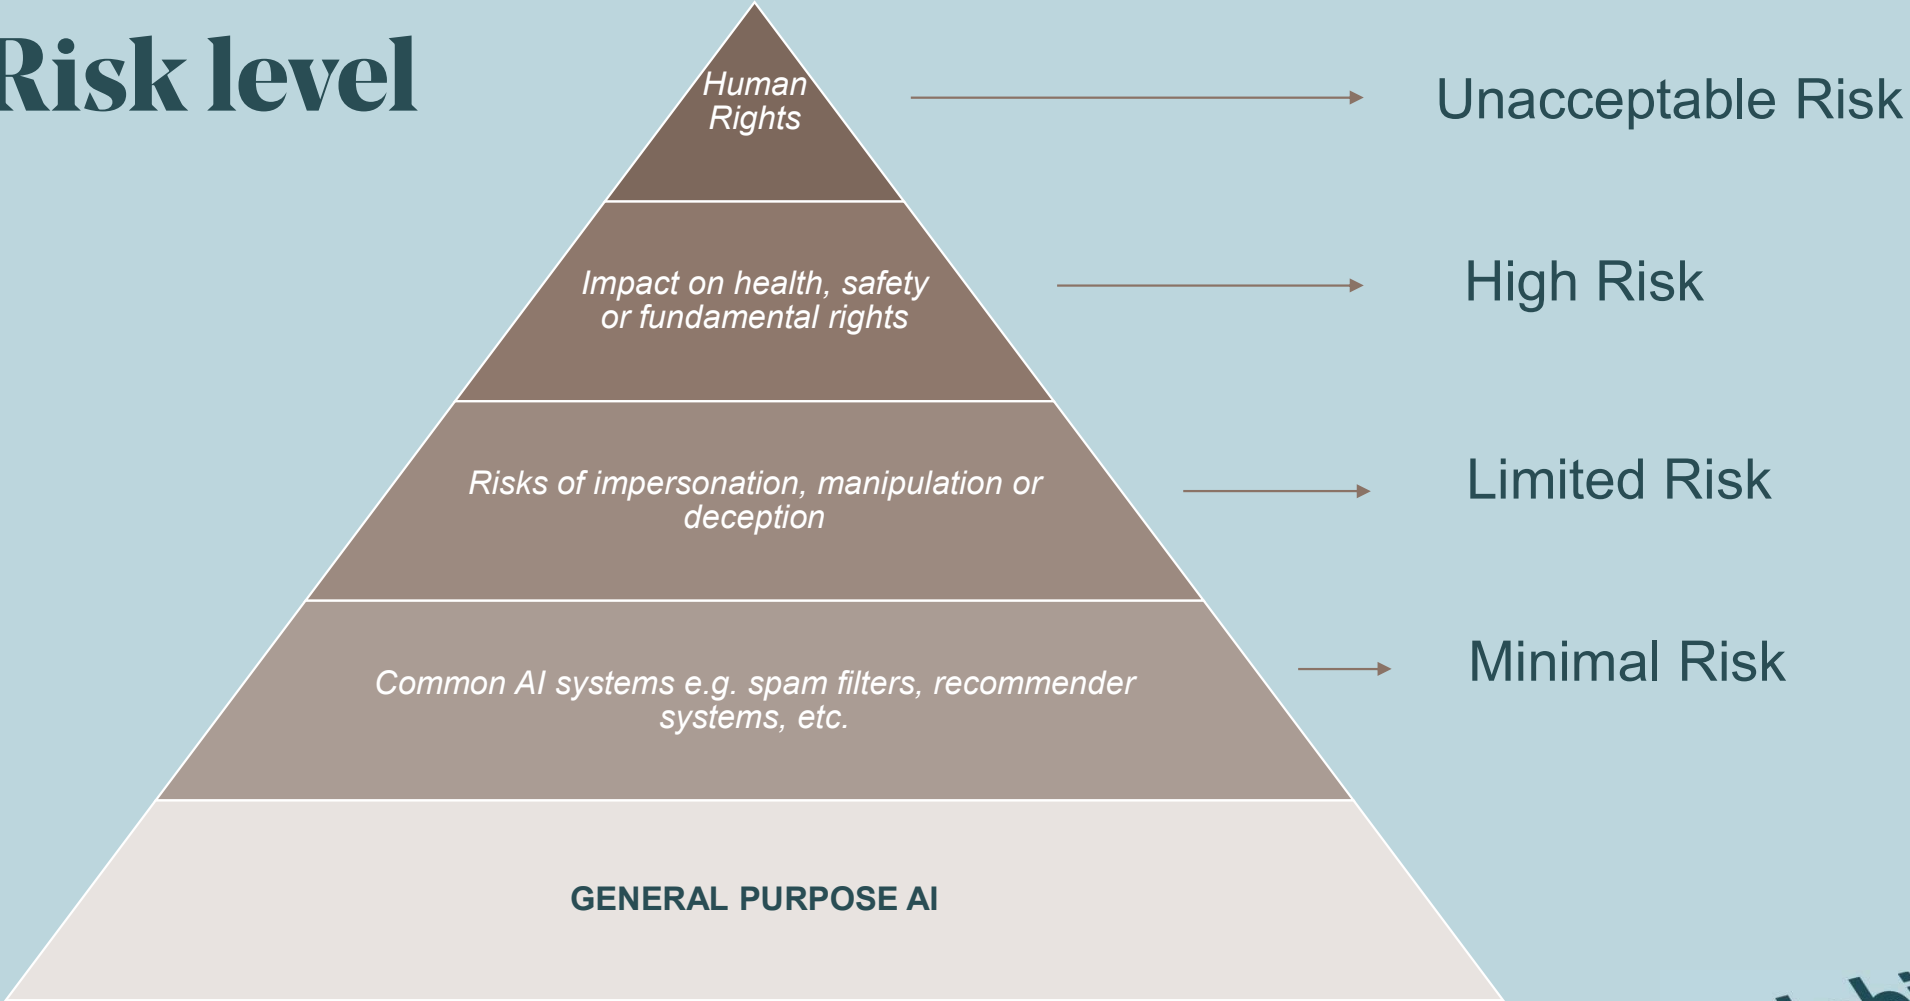 Risk level
Human
Rights
Unacceptable Risk
Impact on health, safety
or fundamental rights
High Risk
Risks of impersonation, manipulation or
deception
Limited Risk
Common AI systems e.g. spam filters, recommender
systems, etc.
Minimal Risk
GENERAL PURPOSE AI